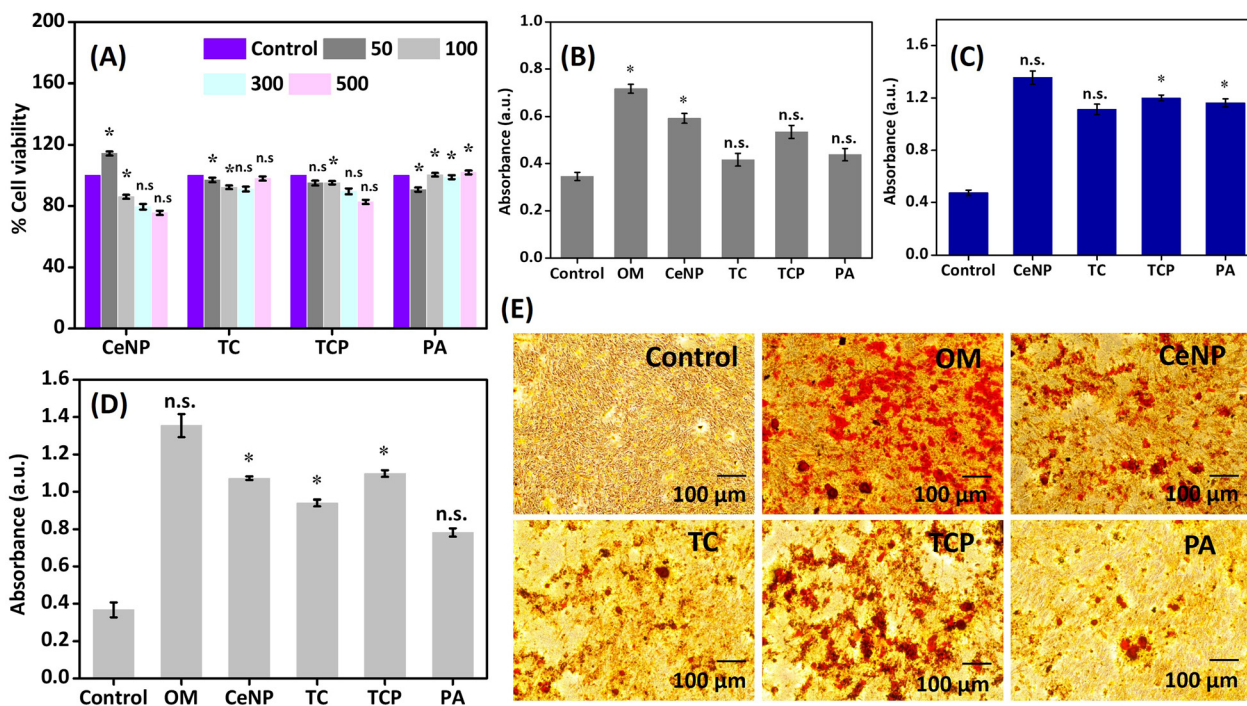 (A)
% Cell viability
200
160
120
80
40
0
Control 50 100
300 500
* * n.s n.s
* * n.s n.s
n.s * n.s n.s
* * * *
CeNP TC TCP PA
(B)
Absorbance (a.u.)
1.0
0.8
0.6
0.4
0.2
0.0
* * n.s. n.s. n.s.
Control OM CeNP TC TCP PA
(C)
Absorbance (a.u.)
1.6
1.2
0.8
0.4
0.0
n.s. n.s. * *
Control CeNP TC TCP PA
(D)
Absorbance (a.u.)
1.6
1.4
1.2
1.0
0.8
0.6
0.4
0.2
0.0
n.s. * * * n.s.
Control OM CeNP TC TCP PA
(E)
Control
100 µm
OM
100 µm
CeNP
100 µm
TC
100 µm
TCP
100 µm
PA
100 µm